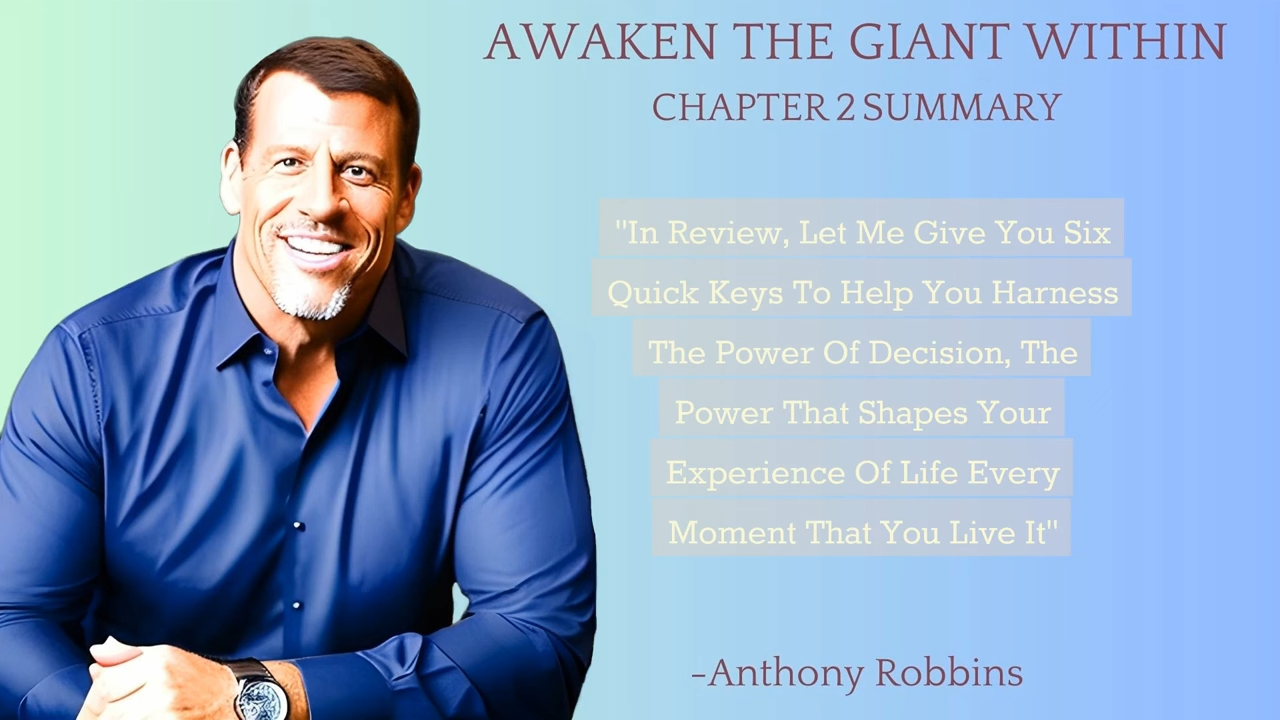 AWAKEN THE GIANT WITHIN
CHAPTER 2 SUMMARY
"In Review, Let Me Give You Six
Quick Keys To Help You Harness
The Power Of Decision, The
Power That Shapes Your
Experience Of Life Every
Moment That You Live It"
–Anthony Robbins